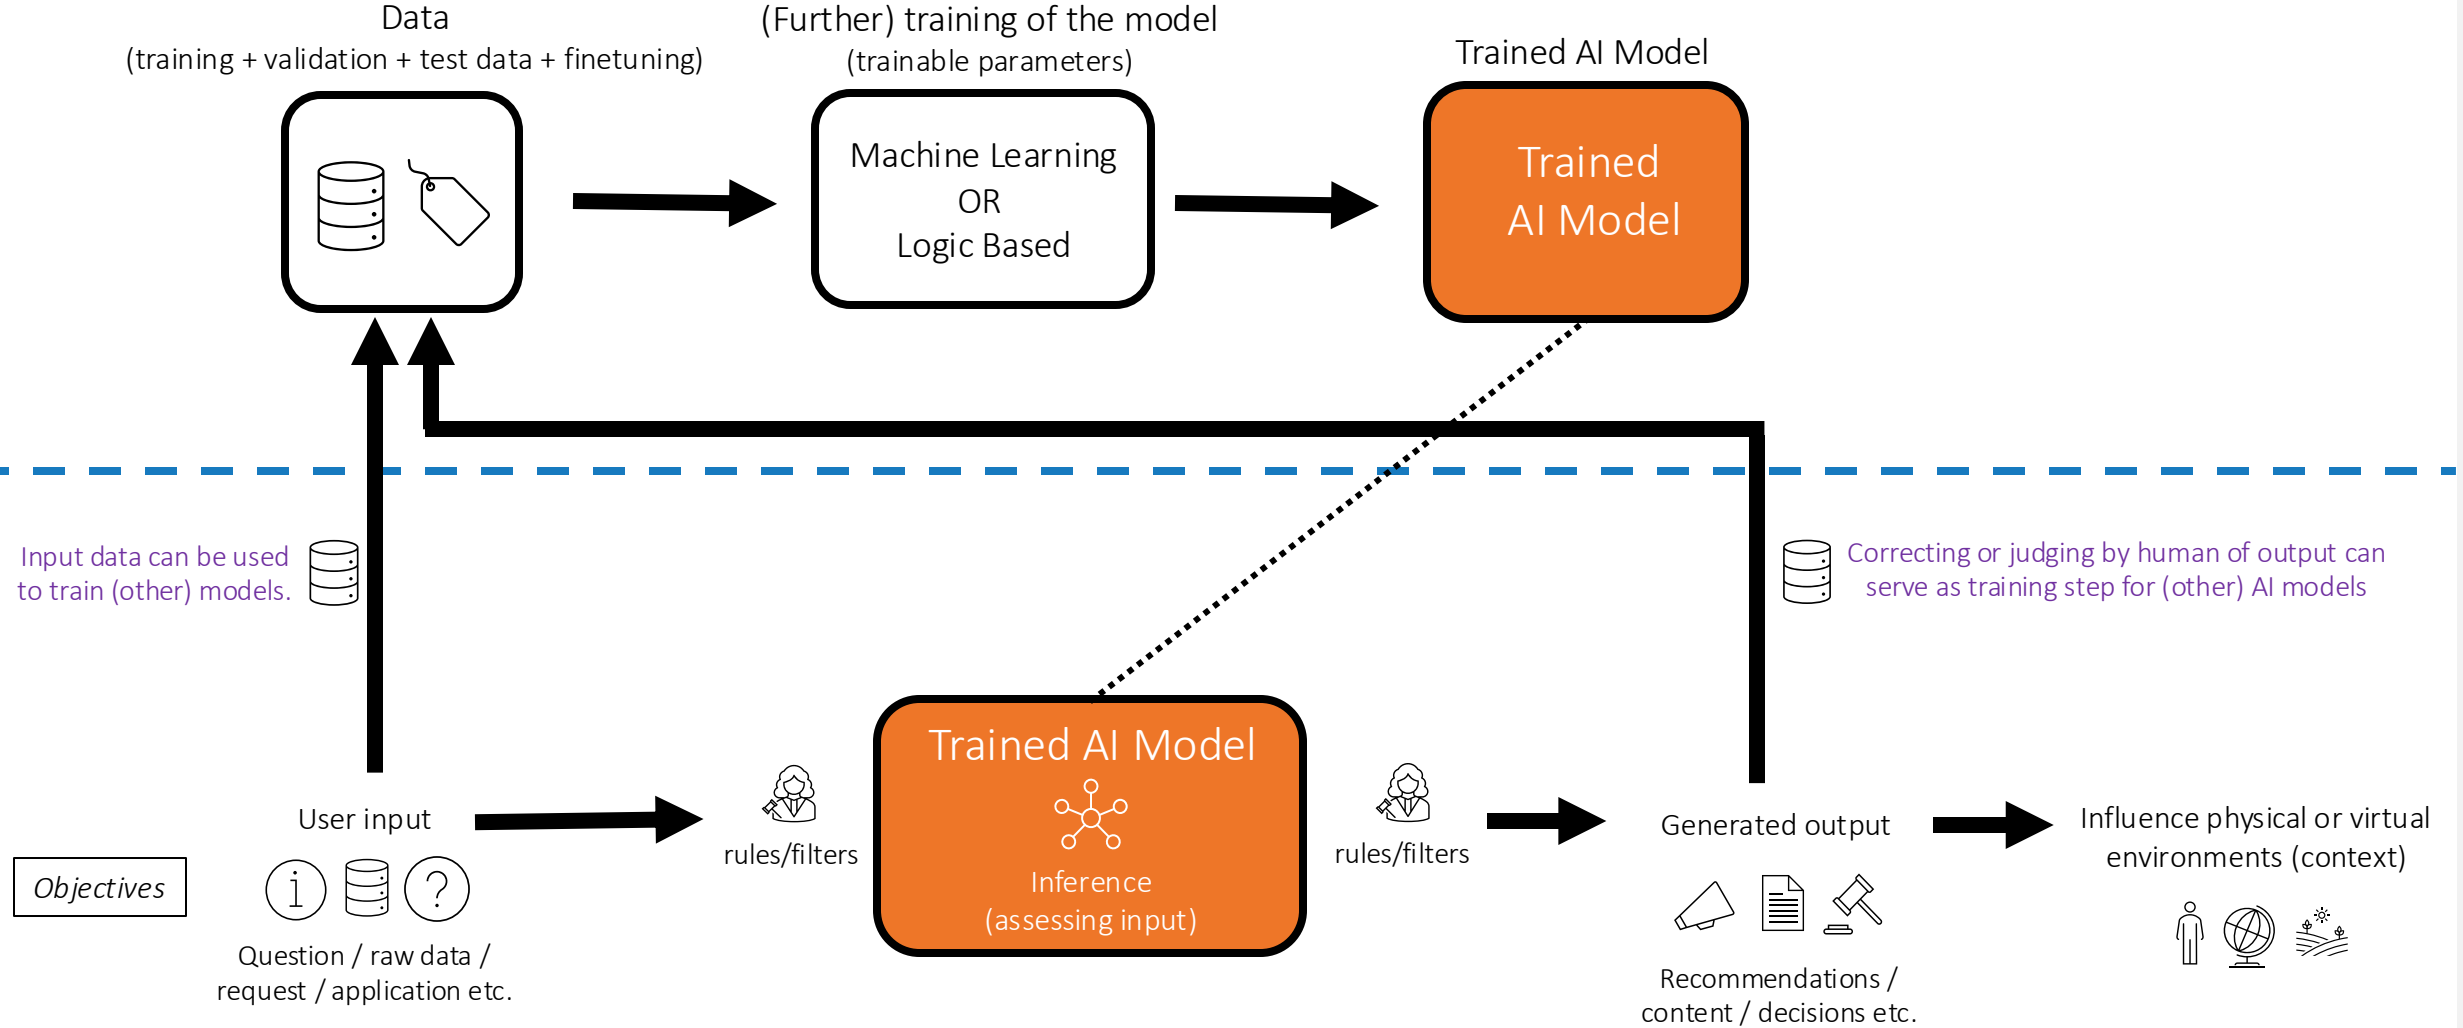 Data
(training + validation + test data + finetuning)
(Further) training of the model
(trainable parameters)
Machine Learning
OR
Logic Based
Trained AI Model
Trained
AI Model
Input data can be used
to train (other) models.
Correcting or judging by human of output can
serve as training step for (other) AI models
Objectives
User input
i
?
Question / raw data /
request / application etc.
rules/filters
Trained AI Model
Inference
(assessing input)
rules/filters
Generated output
Recommendations /
content / decisions etc.
Influence physical or virtual
environments (context)